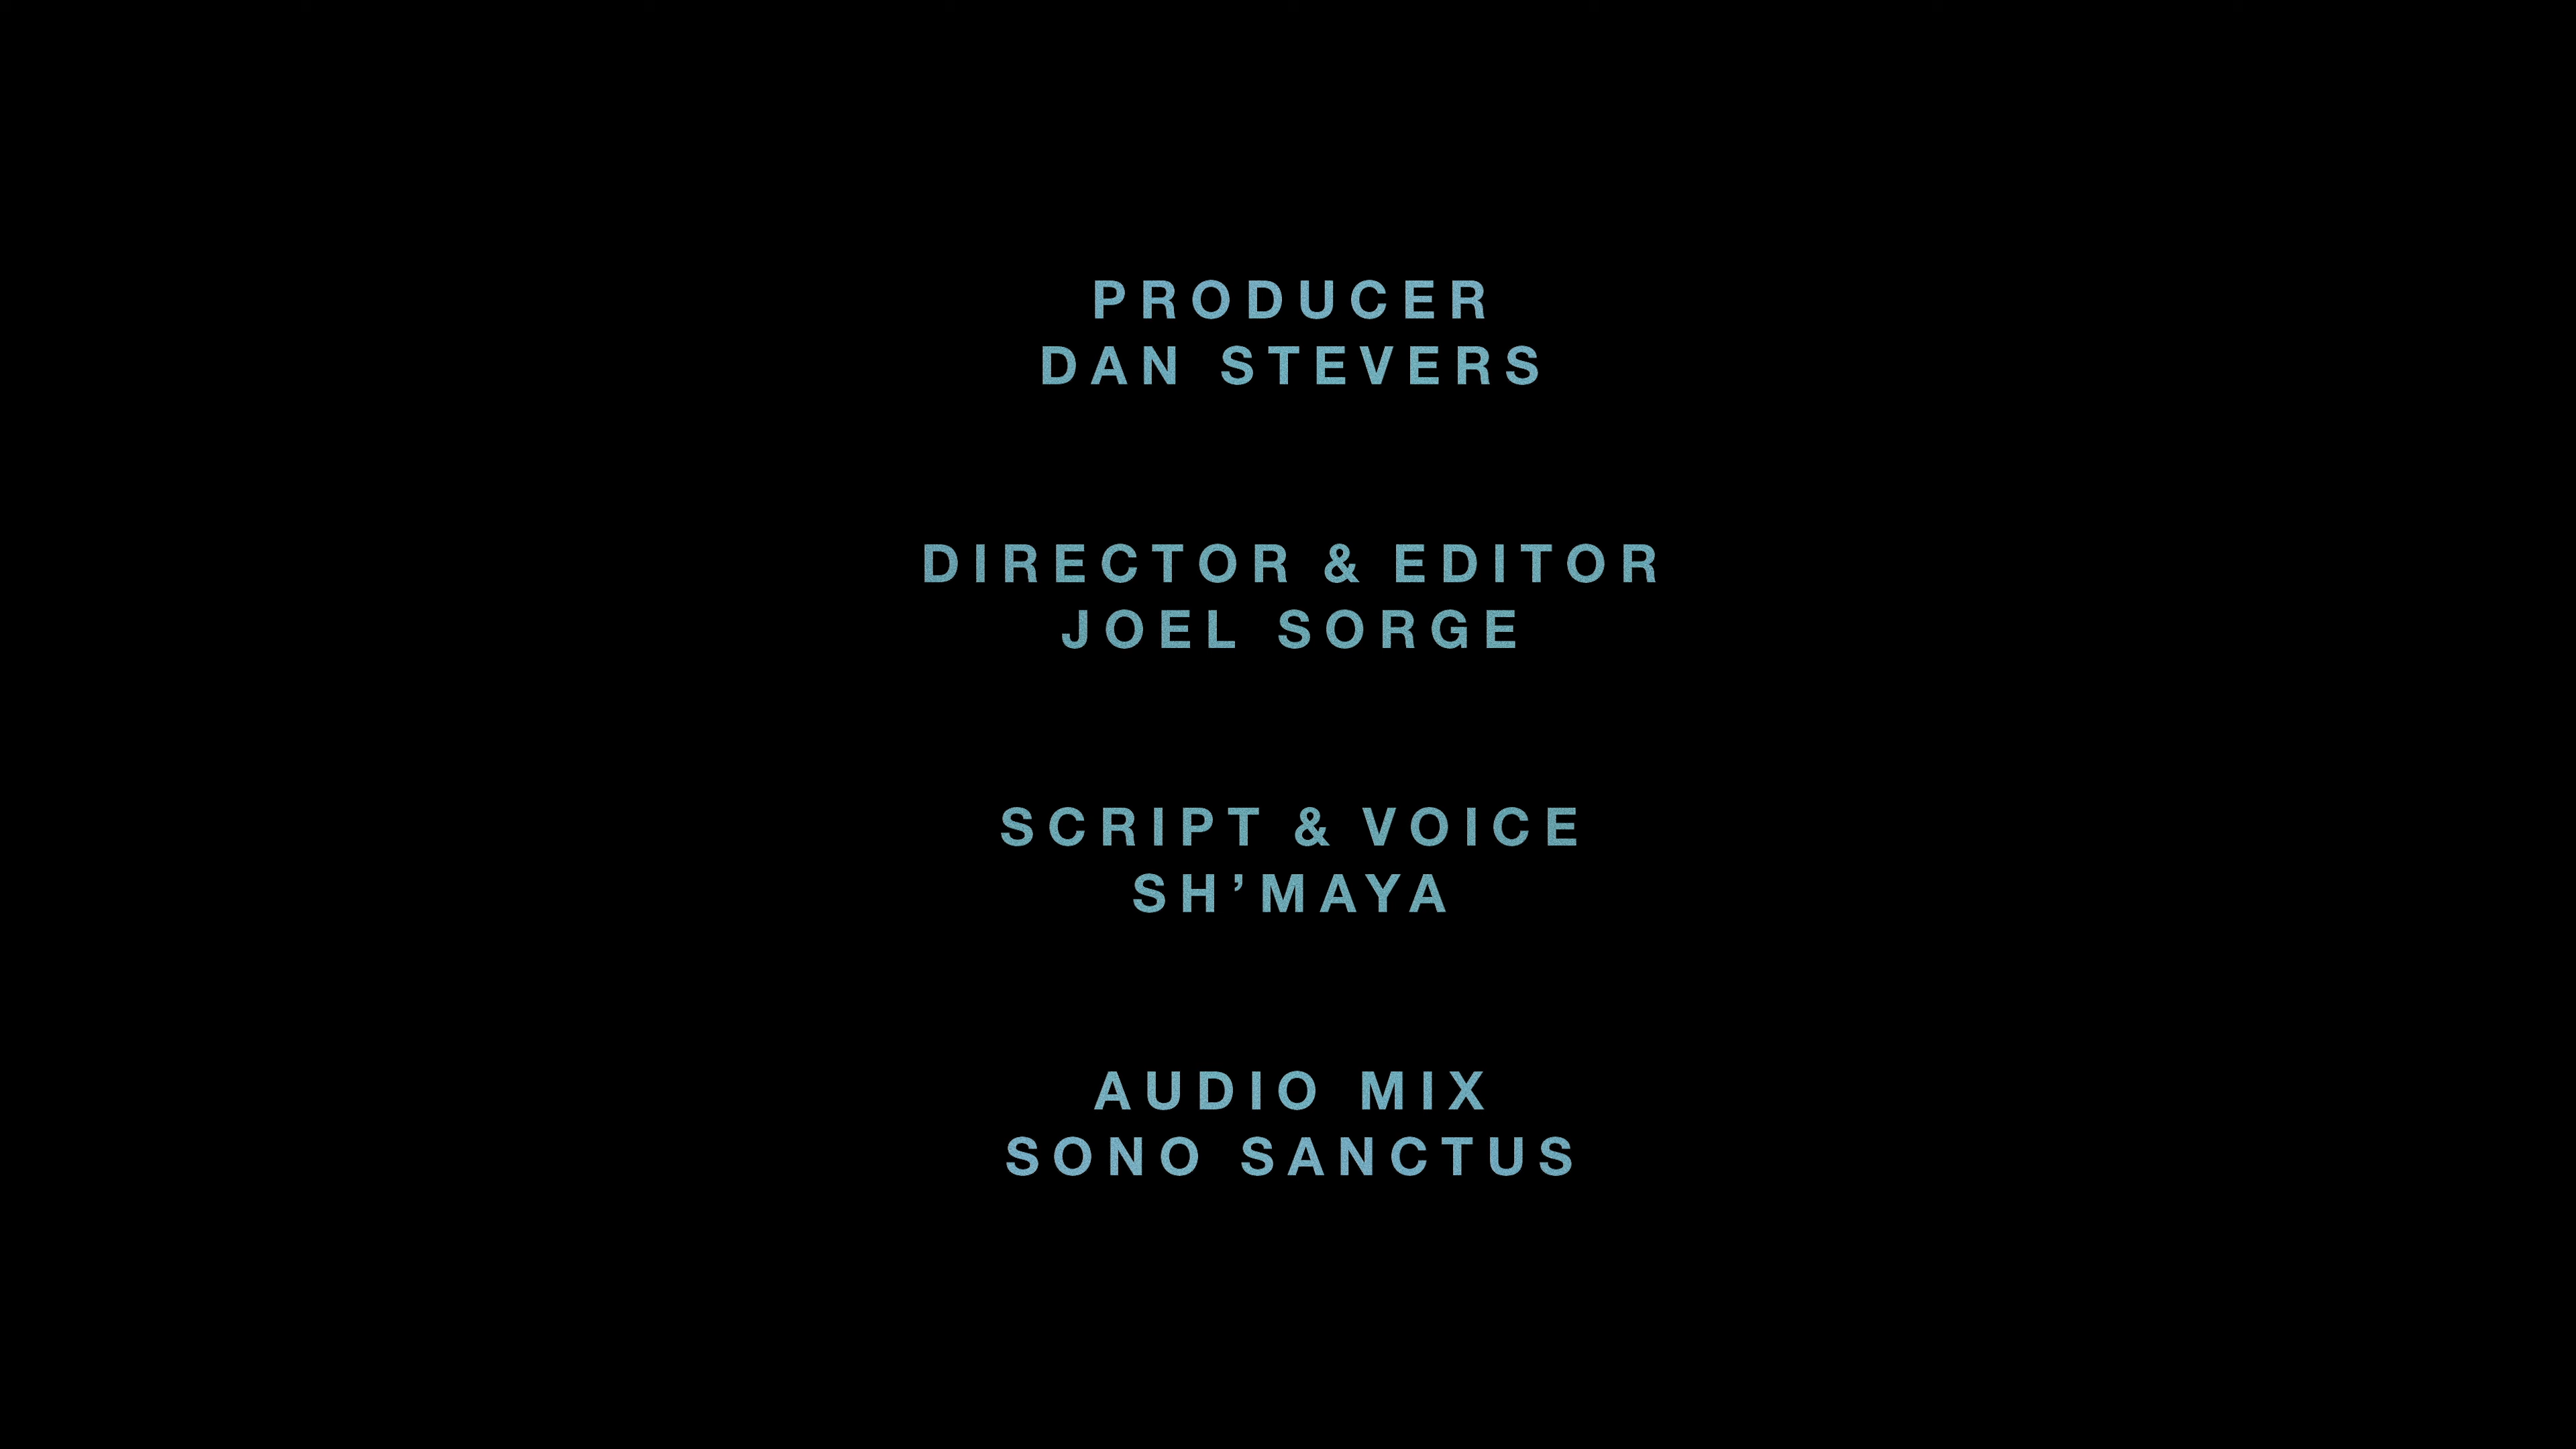 PRODUCER
DAN STEVERS
DIRECTOR & EDITOR
JOEL SORGE
SCRIPT & VOICE
SH’MAYA
AUDIO MIX
SONO SANCTUS